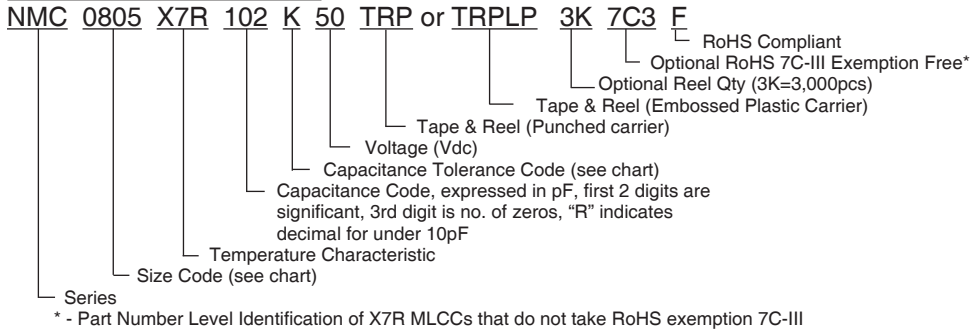 NMC 0805 X7R 102 K 50 TRP or TRPLP 3K 7C3 F
RoHS Compliant
Optional RoHS 7C-III Exemption Free*
Optional Reel Qty (3K=3,000pcs)
Tape & Reel (Embossed Plastic Carrier)
Tape & Reel (Punched carrier)
Voltage (Vdc)
Capacitance Tolerance Code (see chart)
Capacitance Code, expressed in pF, first 2 digits are
significant, 3rd digit is no. of zeros, “R” indicates
decimal for under 10pF
Temperature Characteristic
Size Code (see chart)
Series
* - Part Number Level Identification of X7R MLCCs that do not take RoHS exemption 7C-III